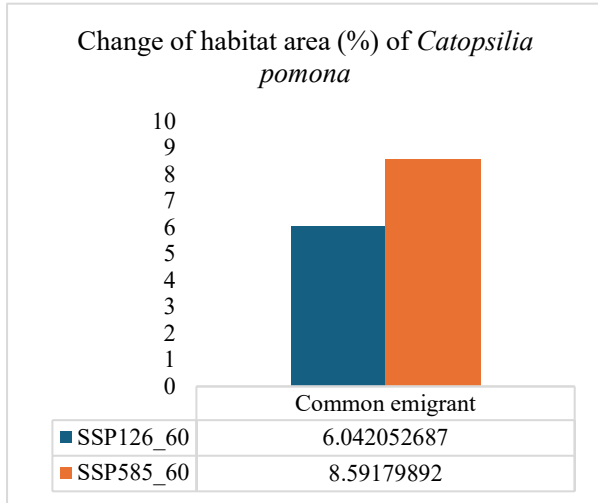 Change of habitat area (%) of Catopsilia
pomona
10
9
8
7
6
5
4
3
2
1
0
Common emigrant
SSP126_60 6.042052687
SSP585_60 8.59179892